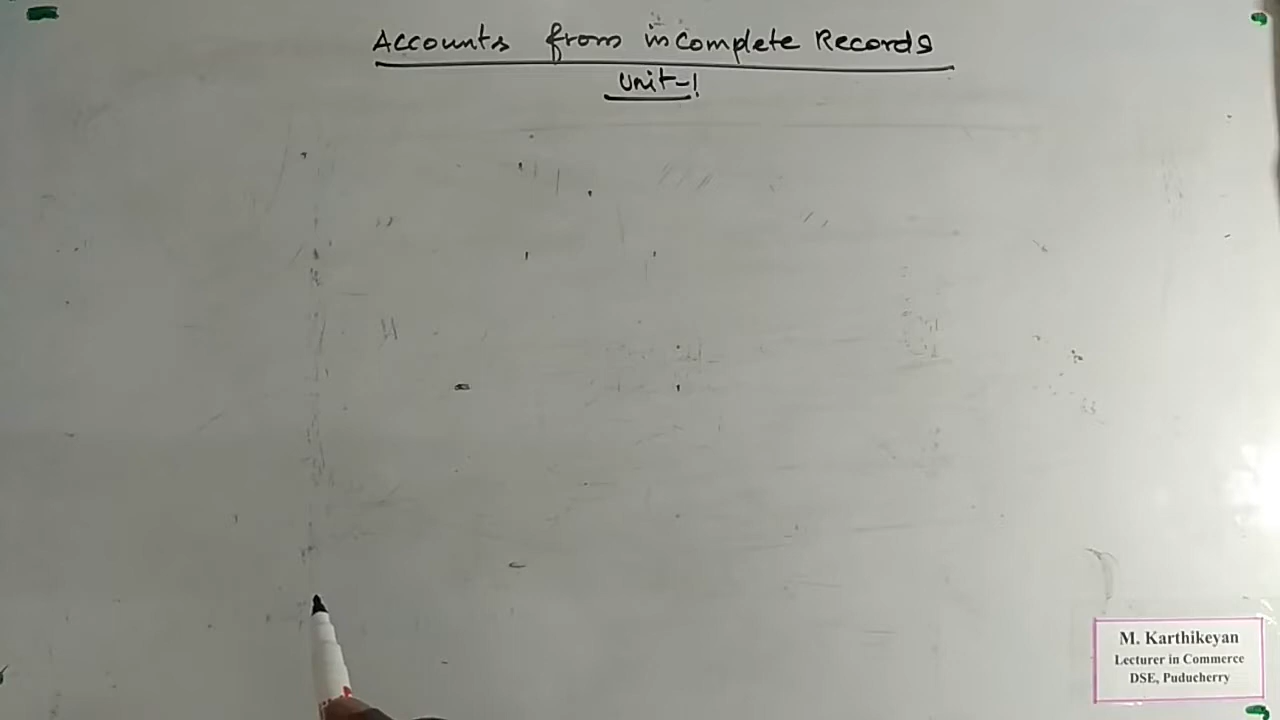 Accounts from incomplete Records
Unit-1
M. Karthikeyan
Lecturer in Commerce
DSE, Puducherry